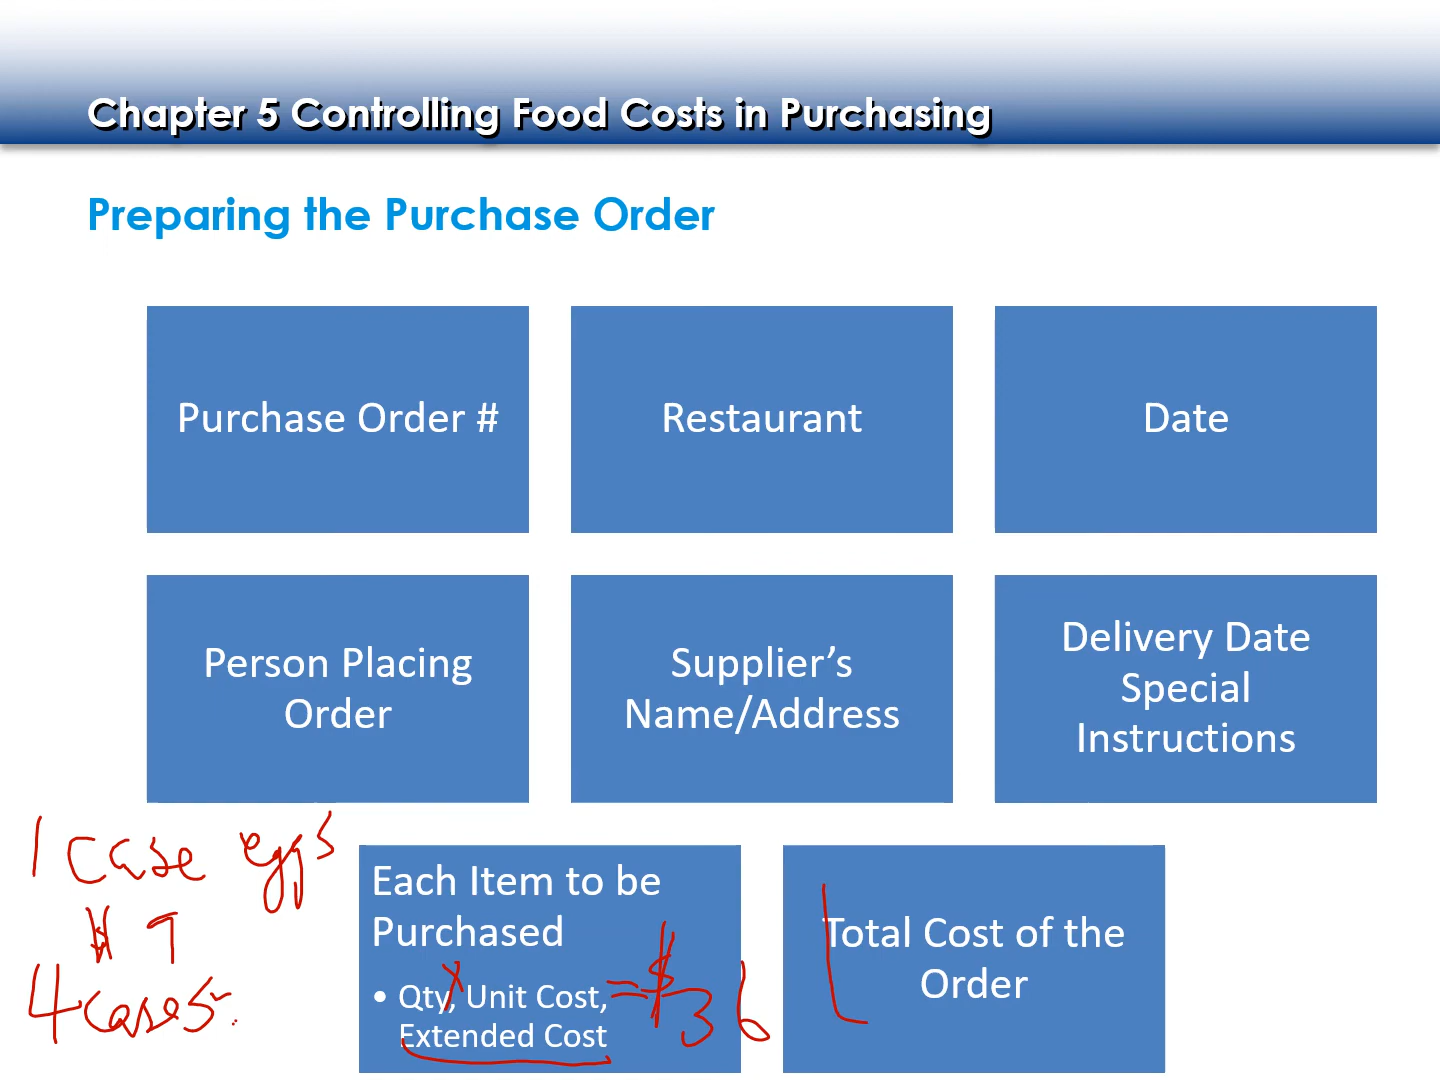 Chapter 5 Controlling Food Costs in Purchasing
Preparing the Purchase Order
Purchase Order #
Restaurant
Date
Person Placing
Order
Supplier’s
Name/Address
Delivery Date
Special
Instructions
1 case eggs
$ 9
4 cases
Each Item to be
Purchased
x
• Qty, Unit Cost,
Extended Cost
= $36
Total Cost of the
Order